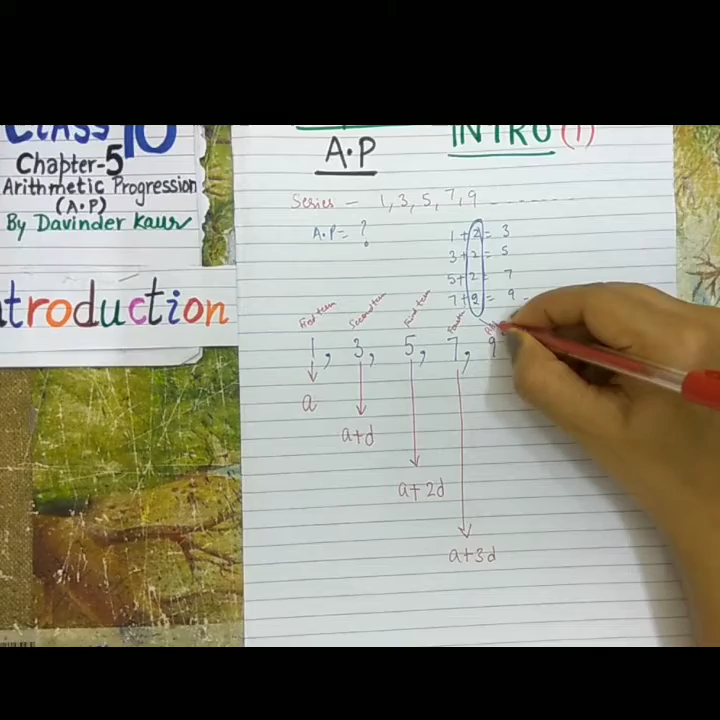 CLASS 10
Chapter-5
Arithmetic Progression
(A.P)
By Davinder Kaur
troduction
A.P
INTRO (1)
Series - 1, 3, 5, 7, 9 ----------
A.P = ?
1 + 2 = 3
3 + 2 = 5
5 + 2 = 7
7 + 2 = 9
First term
Second term
1, 3, 5, 7, 9
a
a+d
a+2d
a+3d